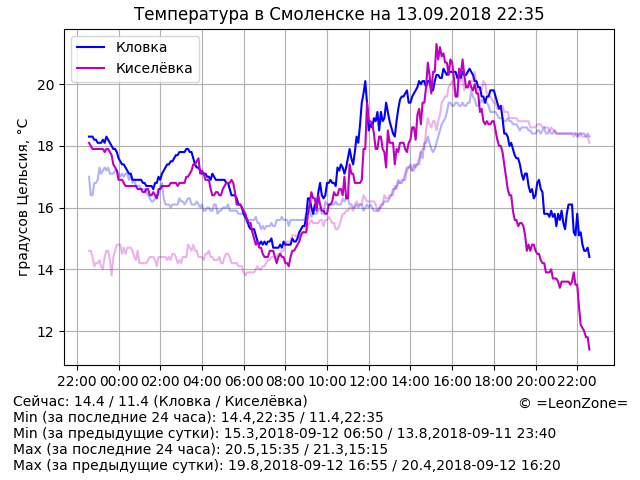 Температура в Смоленске на 13.09.2018 22:35
Кловка
Киселёвка
градусов Цельсия, °C
20
18
16
14
12
22:00 00:00 02:00 04:00 06:00 08:00 10:00 12:00 14:00 16:00 18:00 20:00 22:00
Сейчас: 14.4 / 11.4 (Кловка / Киселёвка)
© =LeonZone=
Min (за последние 24 часа): 14.4,22:35 / 11.4,22:35
Min (за предыдущие сутки): 15.3,2018-09-12 06:50 / 13.8,2018-09-11 23:40
Max (за последние 24 часа): 20.5,15:35 / 21.3,15:15
Max (за предыдущие сутки): 19.8,2018-09-12 16:55 / 20.4,2018-09-12 16:20